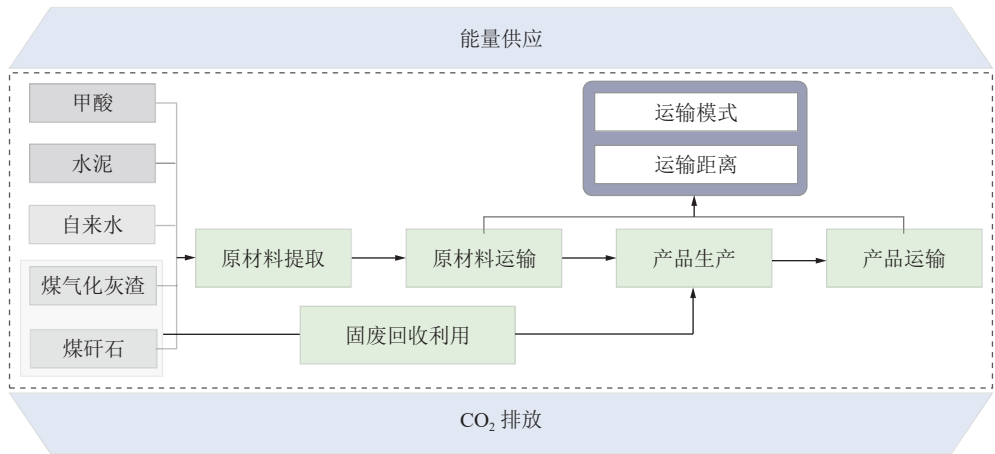 能量供应
甲酸
水泥
自来水
煤气化灰渣
煤矸石
运输模式
运输距离
原材料提取
原材料运输
产品生产
产品运输
固废回收利用
CO₂ 排放